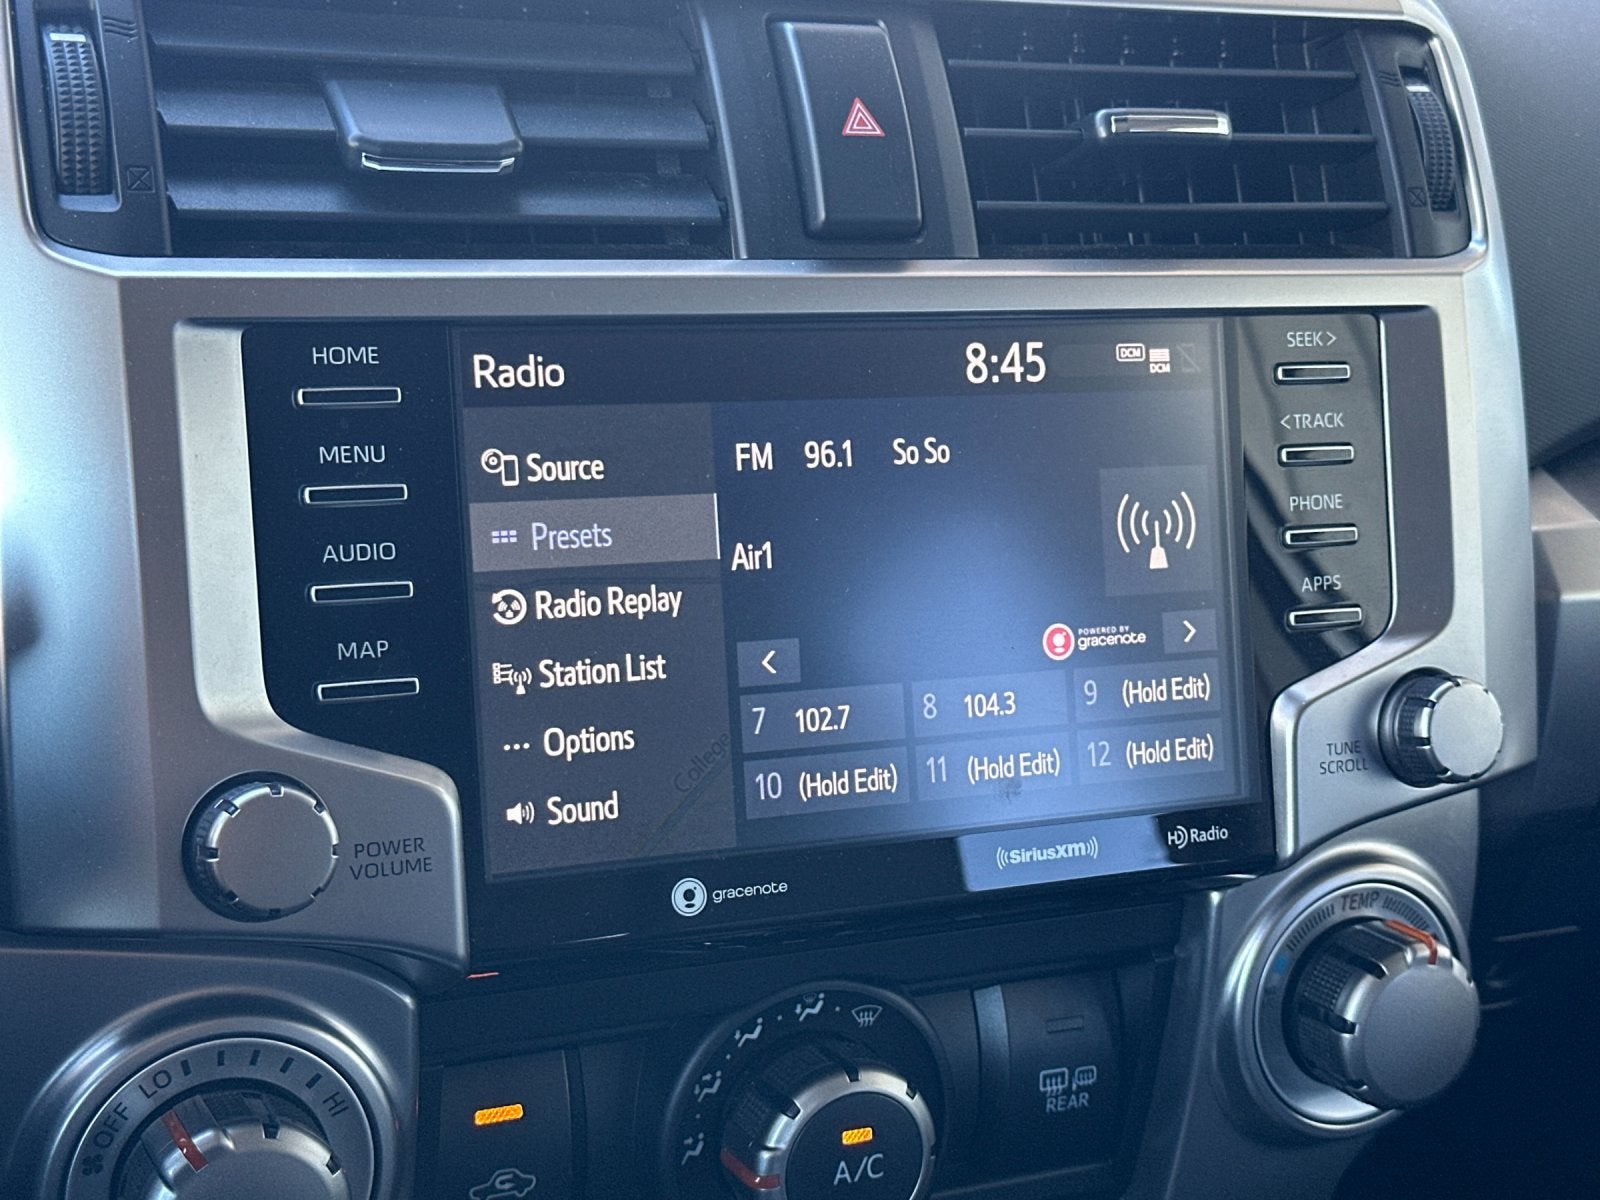 HOME
MENU
AUDIO
MAP
POWER
VOLUME
Radio
8:45
DCM
DCM
Source
Presets
Radio Replay
Station List
Options
Sound
FM 96.1 So So
Air1
POWERED BY
gracenote
<
>
7 102.7
8 104.3
9 (Hold Edit)
10 (Hold Edit)
11 (Hold Edit)
12 (Hold Edit)
College
gracenote
((SiriusXM))
HD Radio
SEEK >
< TRACK
PHONE
APPS
TUNE
SCROLL
TEMP
OFF LO HI
A/C
REAR